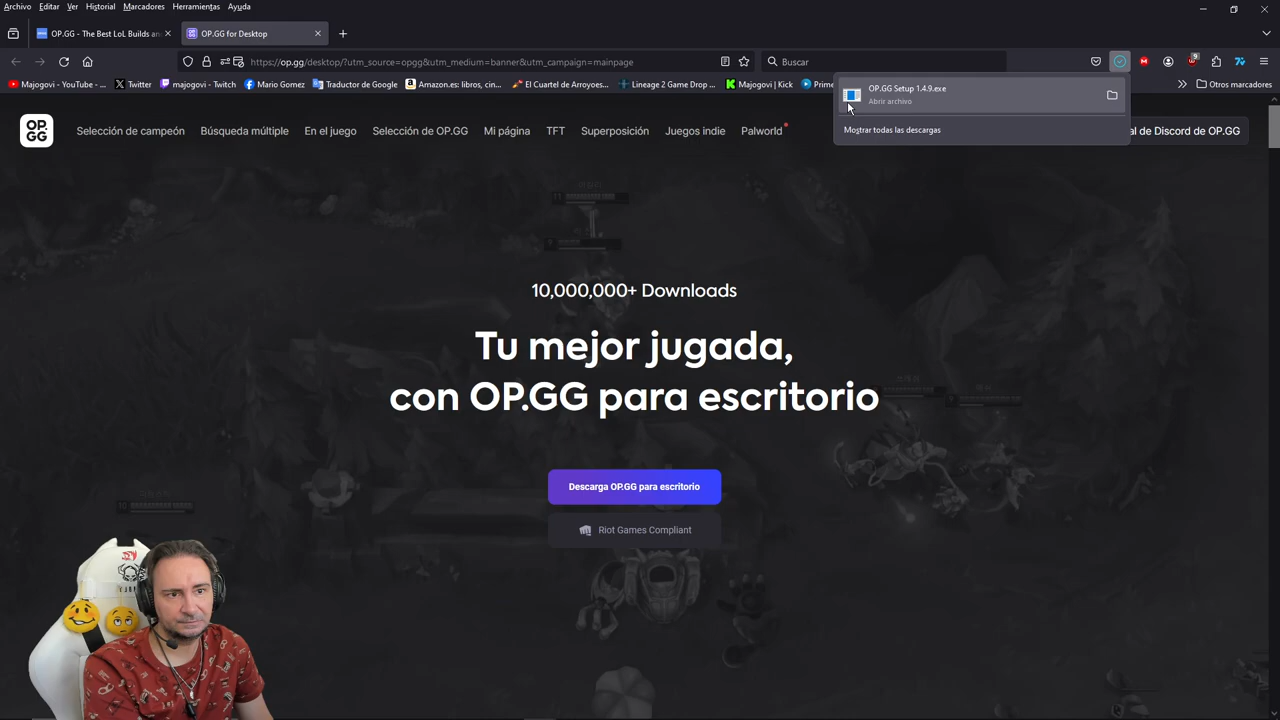 Archivo Editar Ver Historial Marcadores Herramientas Ayuda
OP.GG - The Best LoL Builds an
OP.GG for Desktop
https://op.gg/desktop/?utm_source=opgg&utm_medium=banner&utm_campaign=mainpage
Buscar
9
Majogovi - YouTube - ...
Twitter
majogovi - Twitch
Mario Gomez
Traductor de Google
Amazon.es: libros, cin...
El Cuartel de Arroyoes...
Lineage 2 Game Drop ...
Majogovi | Kick
Prime
Otros marcadores
OP.GG Setup 1.4.9.exe
Abrir archivo
Mostrar todas las descargas
OP.
GG
Selección de campeón
Búsqueda múltiple
En el juego
Selección de OP.GG
Mi página
TFT
Superposición
Juegos indie
Palworld
al de Discord de OP.GG
10,000,000+ Downloads
Tu mejor jugada,
con OP.GG para escritorio
Descarga OP.GG para escritorio
Riot Games Compliant